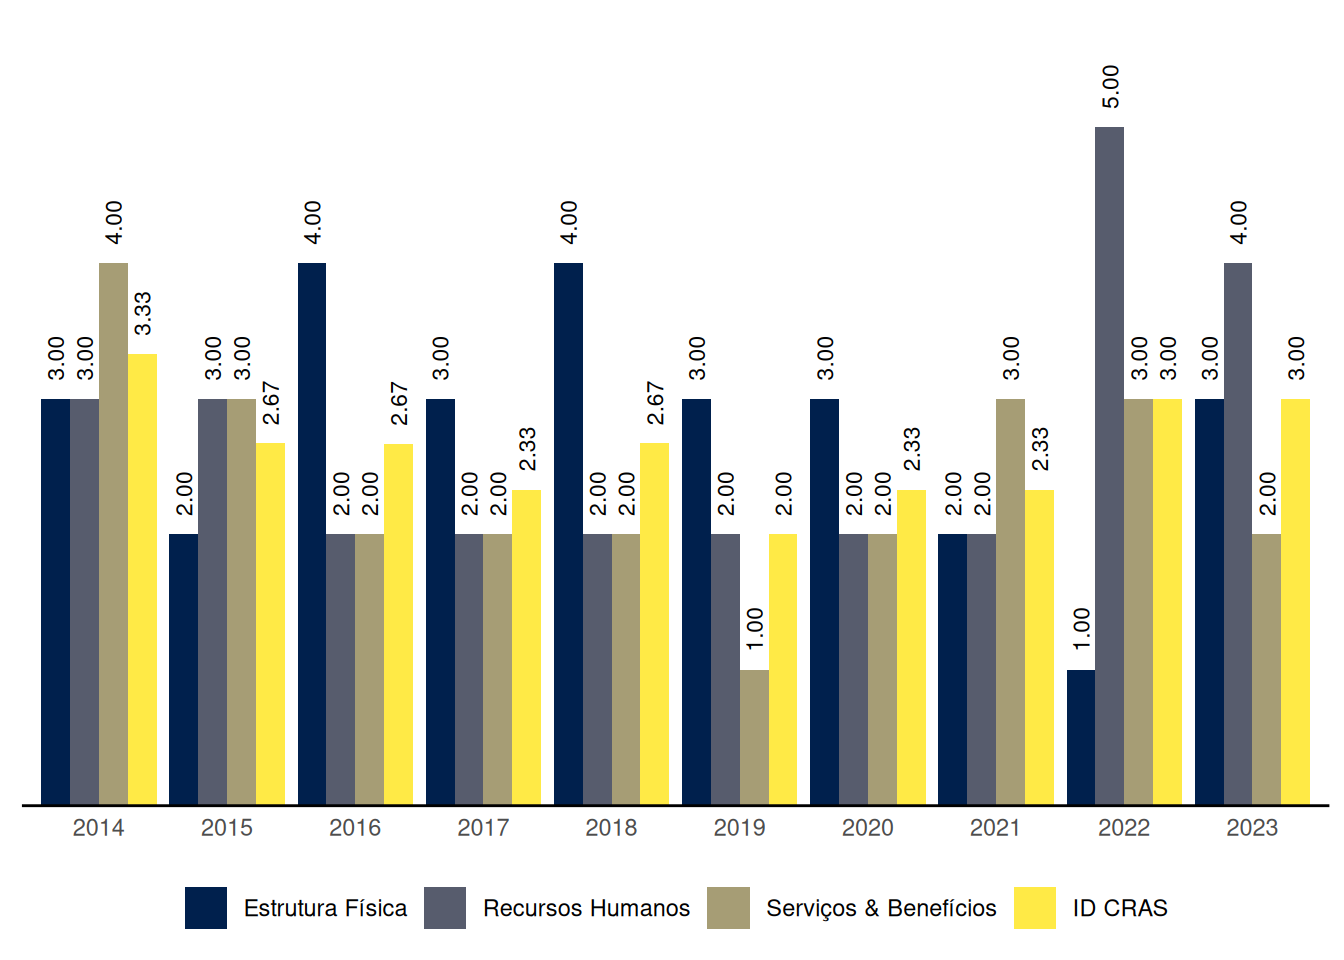 5.00
4.00 4.00 4.00 4.00
3.33
3.00 3.00 3.00 3.00 3.00 3.00 3.00 3.00 3.00 3.00 3.00 3.00
2.67 2.67 2.67
2.33 2.33 2.33
2.00 2.00 2.00 2.00 2.00 2.00 2.00 2.00 2.00 2.00 2.00 2.00 2.00 2.00
1.00 1.00
2014 2015 2016 2017 2018 2019 2020 2021 2022 2023
Estrutura Física Recursos Humanos Serviços & Benefícios ID CRAS